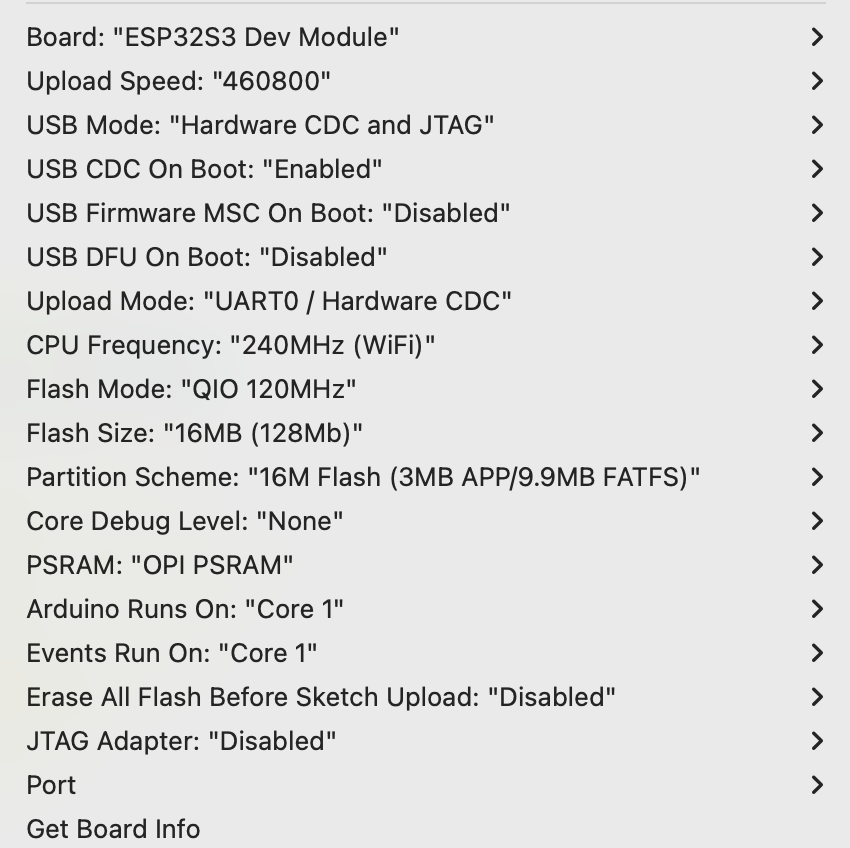 Board: "ESP32S3 Dev Module"
Upload Speed: "460800"
USB Mode: "Hardware CDC and JTAG"
USB CDC On Boot: "Enabled"
USB Firmware MSC On Boot: "Disabled"
USB DFU On Boot: "Disabled"
Upload Mode: "UART0 / Hardware CDC"
CPU Frequency: "240MHz (WiFi)"
Flash Mode: "QIO 120MHz"
Flash Size: "16MB (128Mb)"
Partition Scheme: "16M Flash (3MB APP/9.9MB FATFS)"
Core Debug Level: "None"
PSRAM: "OPI PSRAM"
Arduino Runs On: "Core 1"
Events Run On: "Core 1"
Erase All Flash Before Sketch Upload: "Disabled"
JTAG Adapter: "Disabled"
Port
Get Board Info